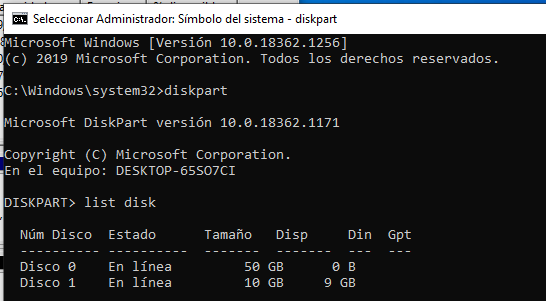 Seleccionar Administrador: Símbolo del sistema - diskpart
Microsoft Windows [Versión 10.0.18362.1256]
(c) 2019 Microsoft Corporation. Todos los derechos reservados.
C:\Windows\system32>diskpart
Microsoft DiskPart versión 10.0.18362.1171
Copyright (C) Microsoft Corporation.
En el equipo: DESKTOP-65SO7CI
DISKPART> list disk
Núm Disco  Estado      Tamaño   Disp     Din  Gpt
---------- ----------  -------  -------  ---  ---
Disco 0    En línea        50 GB      0 B
Disco 1    En línea        10 GB    9 GB